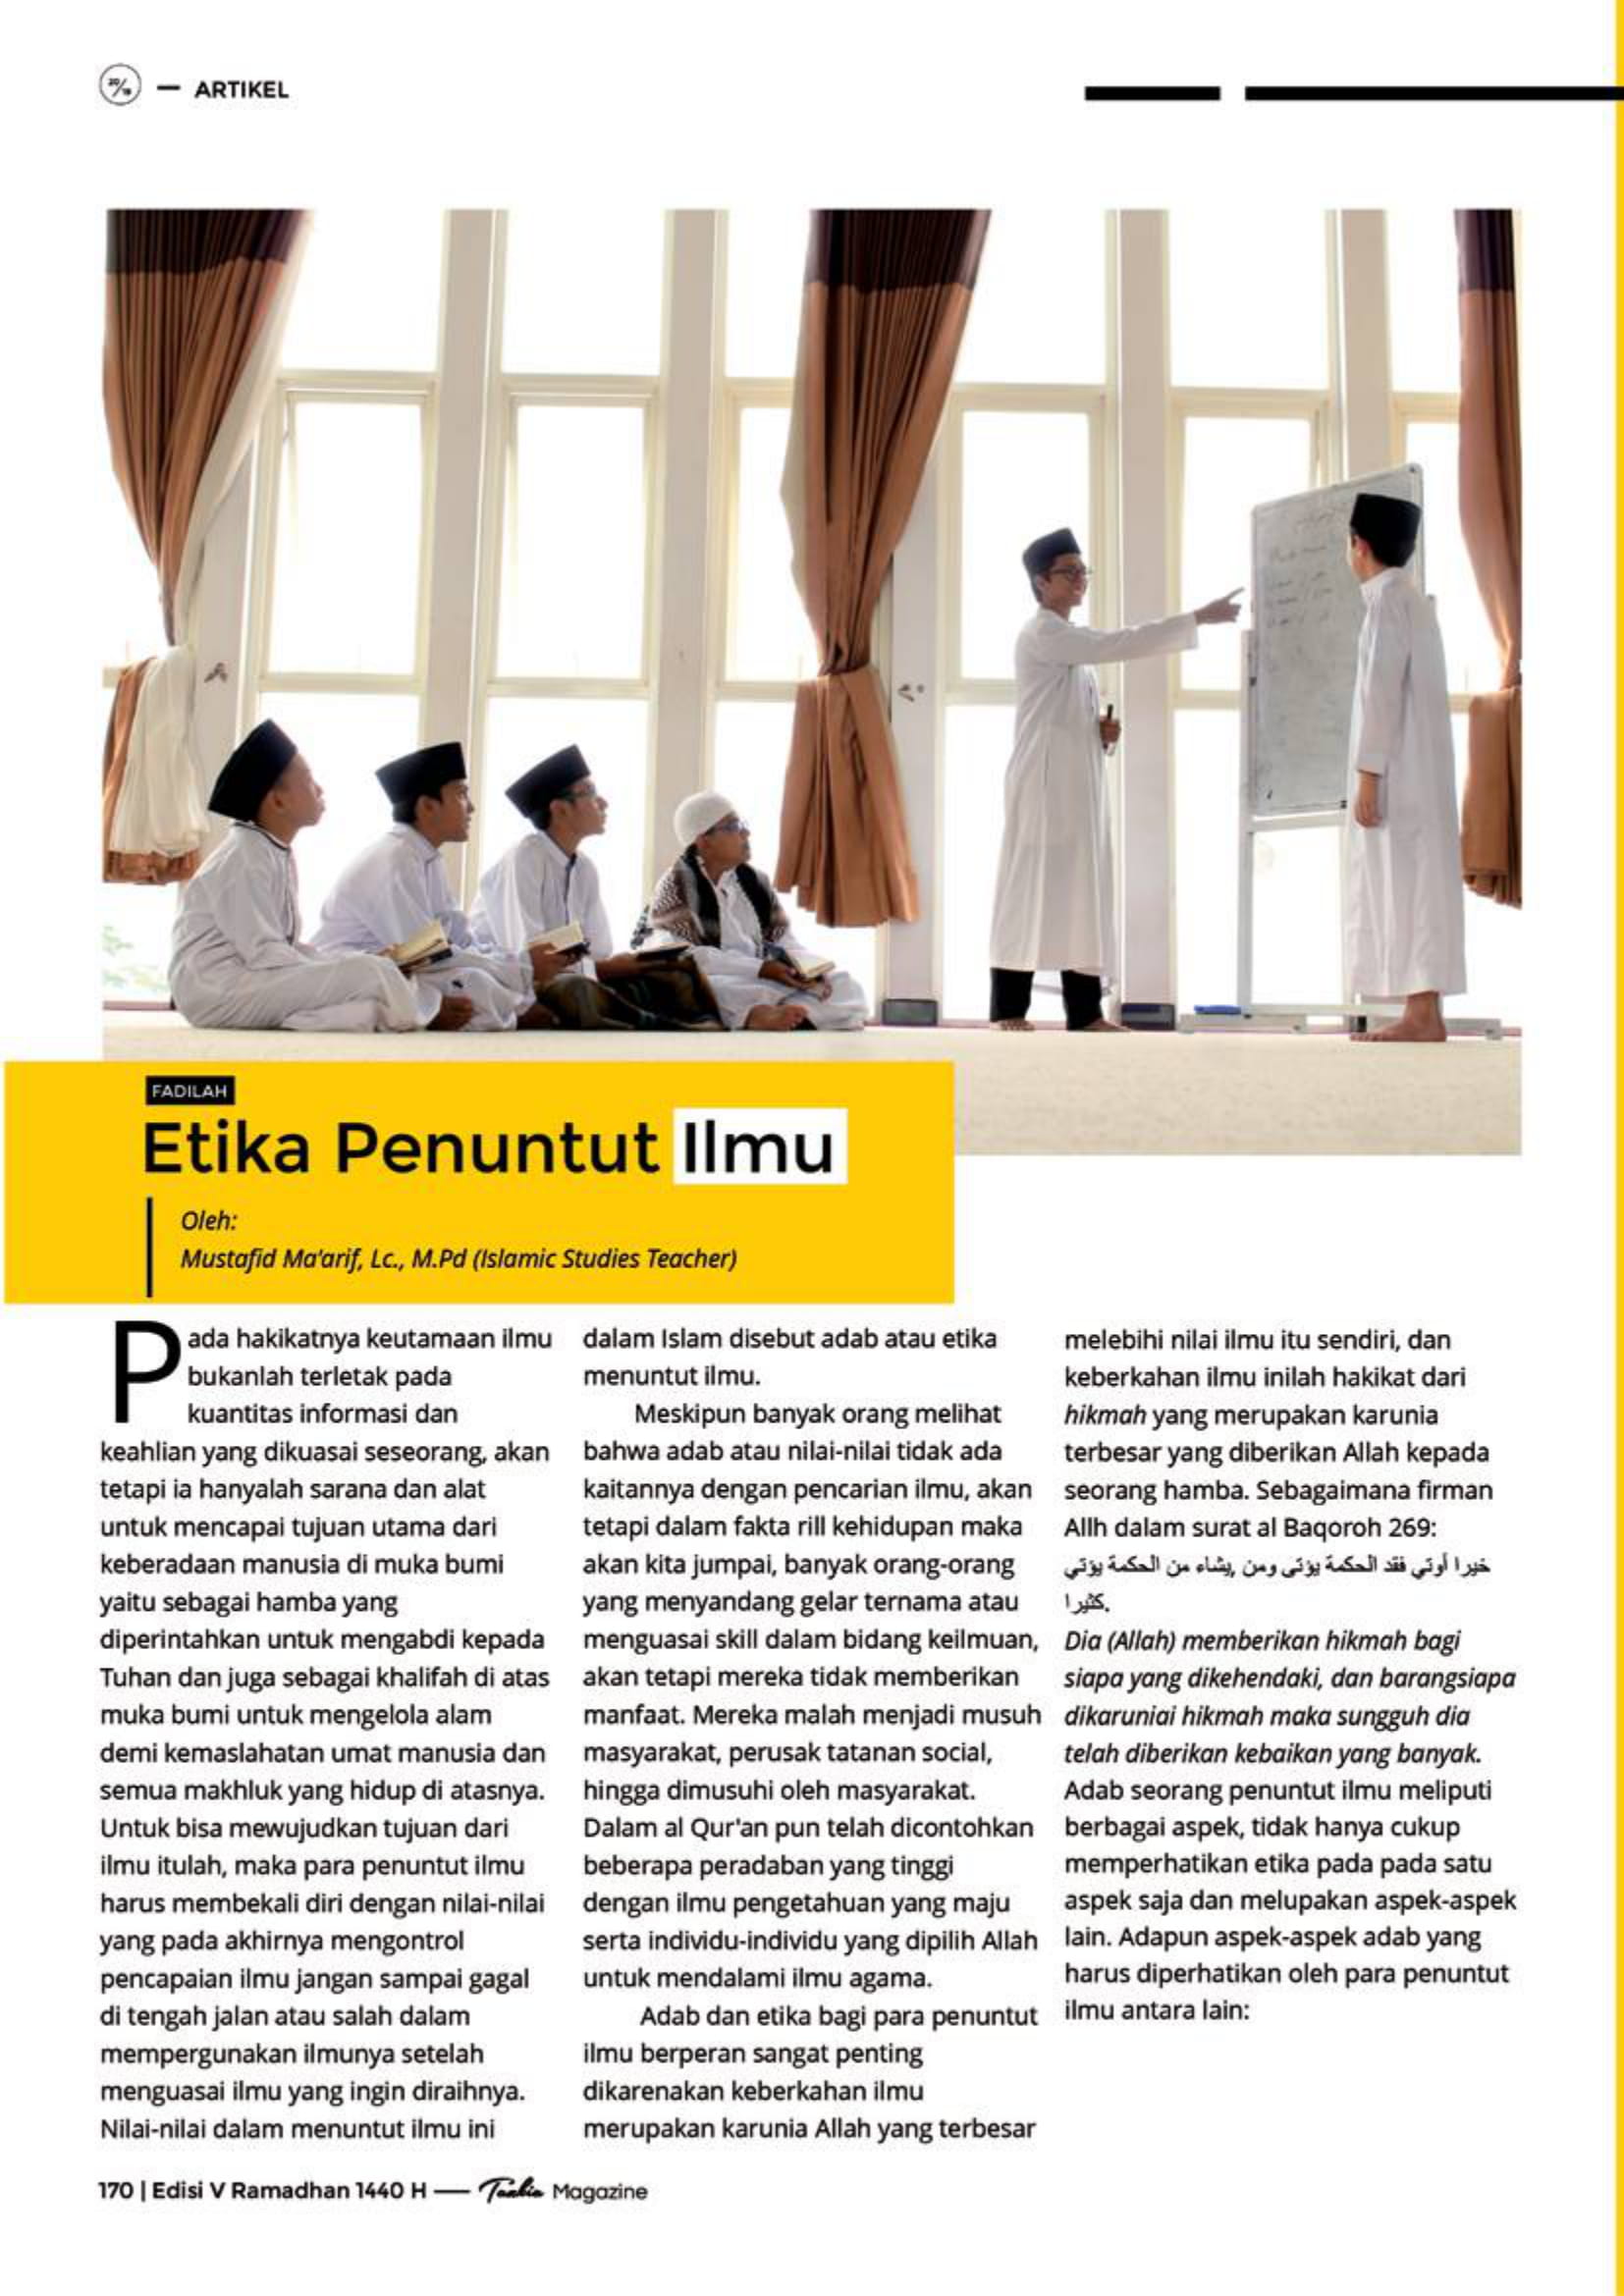 20/19 — ARTIKEL
FADILAH
Etika Penuntut Ilmu
Oleh:
Mustafid Ma'arif, Lc., M.Pd (Islamic Studies Teacher)
Pada hakikatnya keutamaan ilmu
bukanlah terletak pada
kuantitas informasi dan
keahlian yang dikuasai seseorang, akan
tetapi ia hanyalah sarana dan alat
untuk mencapai tujuan utama dari
keberadaan manusia di muka bumi
yaitu sebagai hamba yang
diperintahkan untuk mengabdi kepada
Tuhan dan juga sebagai khalifah di atas
muka bumi untuk mengelola alam
demi kemaslahatan umat manusia dan
semua makhluk yang hidup di atasnya.
Untuk bisa mewujudkan tujuan dari
ilmu itulah, maka para penuntut ilmu
harus membekali diri dengan nilai-nilai
yang pada akhirnya mengontrol
pencapaian ilmu jangan sampai gagal
di tengah jalan atau salah dalam
mempergunakan ilmunya setelah
menguasai ilmu yang ingin diraihnya.
Nilai-nilai dalam menuntut ilmu ini
dalam Islam disebut adab atau etika
menuntut ilmu.
Meskipun banyak orang melihat
bahwa adab atau nilai-nilai tidak ada
kaitannya dengan pencarian ilmu, akan
tetapi dalam fakta rill kehidupan maka
akan kita jumpai, banyak orang-orang
yang menyandang gelar ternama atau
menguasai skill dalam bidang keilmuan,
akan tetapi mereka tidak memberikan
manfaat. Mereka malah menjadi musuh
masyarakat, perusak tatanan social,
hingga dimusuhi oleh masyarakat.
Dalam al Qur'an pun telah dicontohkan
beberapa peradaban yang tinggi
dengan ilmu pengetahuan yang maju
serta individu-individu yang dipilih Allah
untuk mendalami ilmu agama.
Adab dan etika bagi para penuntut
ilmu berperan sangat penting
dikarenakan keberkahan ilmu
merupakan karunia Allah yang terbesar
melebihi nilai ilmu itu sendiri, dan
keberkahan ilmu inilah hakikat dari
hikmah yang merupakan karunia
terbesar yang diberikan Allah kepada
seorang hamba. Sebagaimana firman
Allh dalam surat al Baqoroh 269:
خيرا أوتي فقد الحكمة يؤتى ومن ,يشاء من الحكمة يؤتي
كثيرا.
Dia (Allah) memberikan hikmah bagi
siapa yang dikehendaki, dan barangsiapa
dikaruniai hikmah maka sungguh dia
telah diberikan kebaikan yang banyak.
Adab seorang penuntut ilmu meliputi
berbagai aspek, tidak hanya cukup
memperhatikan etika pada pada satu
aspek saja dan melupakan aspek-aspek
lain. Adapun aspek-aspek adab yang
harus diperhatikan oleh para penuntut
ilmu antara lain:
170 | Edisi V Ramadhan 1440 H — Tazkia Magazine